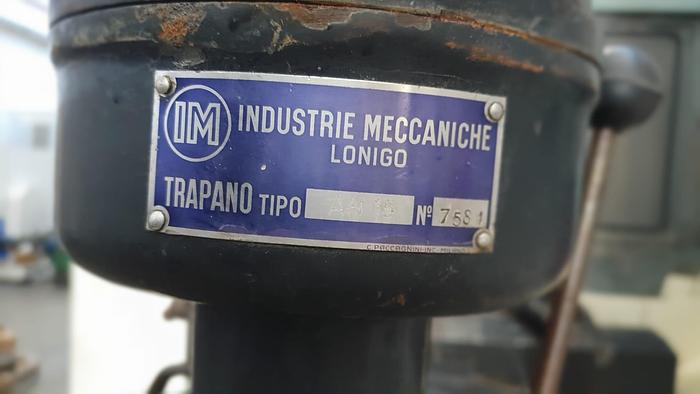 IM INDUSTRIE MECCANICHE
LONIGO
TRAPANO TIPO Nº 7581